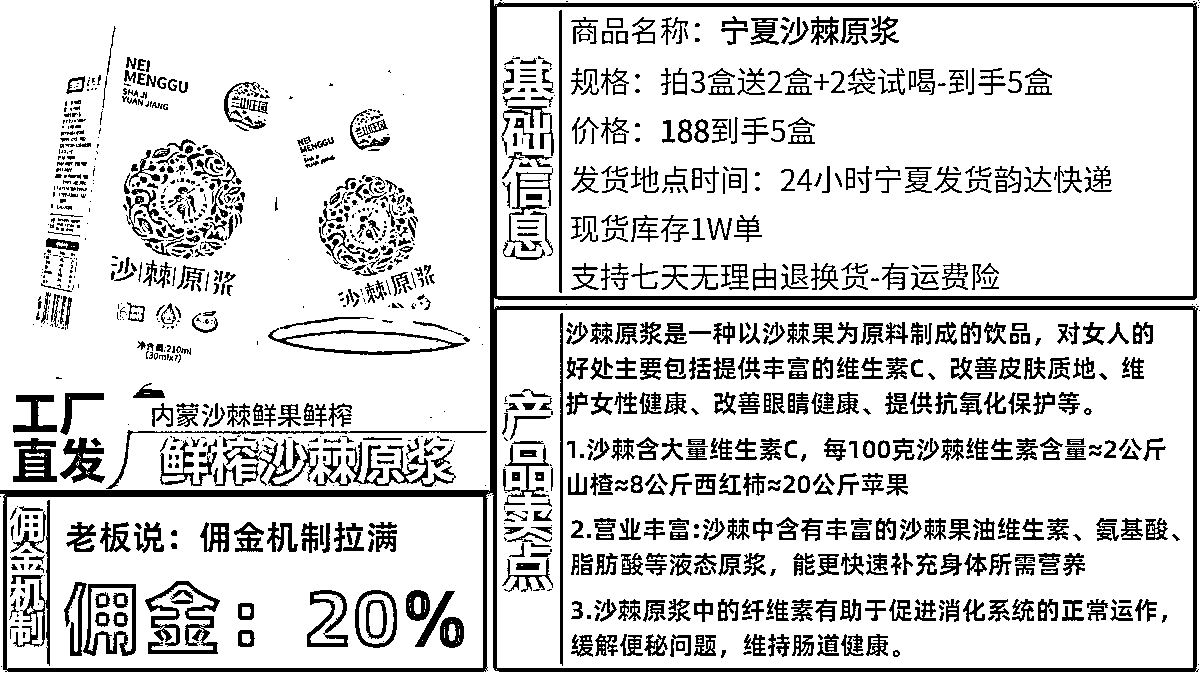 NEI
MENGGU
SHA JI
YUAN JIANG
沙棘原浆
净含量:210ml
(30mlx7)
NEI
MENGGU
SHA JI
YUAN JIANG
沙棘原浆
工厂
直发
内蒙沙棘鲜果鲜榨
鲜榨沙棘原浆
佣金机制
老板说：佣金机制拉满
佣金：20%
基础信息
商品名称：宁夏沙棘原浆
规格：拍3盒送2盒+2袋试喝-到手5盒
价格：188到手5盒
发货地点时间：24小时宁夏发货韵达快递
现货库存1W单
支持七天无理由退换货-有运费险
产品卖点
沙棘原浆是一种以沙棘果为原料制成的饮品，对女人的
好处主要包括提供丰富的维生素C、改善皮肤质地、维
护女性健康、改善眼睛健康、提供抗氧化保护等。
1.沙棘含大量维生素C，每100克沙棘维生素含量≈2公斤
山楂≈8公斤西红柿≈20公斤苹果
2.营业丰富:沙棘中含有丰富的沙棘果油维生素、氨基酸、
脂肪酸等液态原浆，能更快速补充身体所需营养
3.沙棘原浆中的纤维素有助于促进消化系统的正常运作，
缓解便秘问题，维持肠道健康。